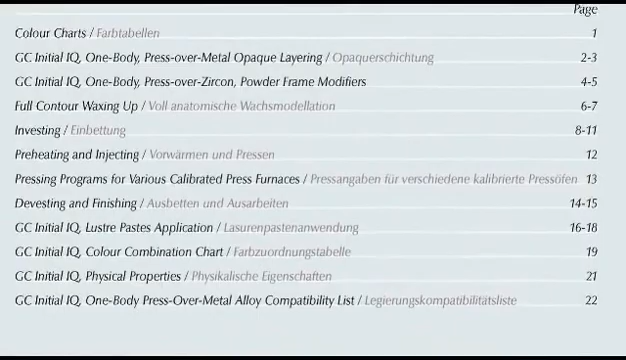 Page
Colour Charts / Farbtabellen 1
GC Initial IQ, One-Body, Press-over-Metal Opaque Layering / Opaquerschichtung 2-3
GC Initial IQ, One-Body, Press-over-Zircon, Powder Frame Modifiers 4-5
Full Contour Waxing Up / Voll anatomische Wachsmodellation 6-7
Investing / Einbettung 8-11
Preheating and Injecting / Vorwärmen und Pressen 12
Pressing Programs for Various Calibrated Press Furnaces / Pressangaben für verschiedene kalibrierte Pressöfen 13
Devesting and Finishing / Ausbetten und Ausarbeiten 14-15
GC Initial IQ, Lustre Pastes Application / Lasurenpastenanwendung 16-18
GC Initial IQ, Colour Combination Chart / Farbzuordnungstabelle 19
GC Initial IQ, Physical Properties / Physikalische Eigenschaften 21
GC Initial IQ, One-Body Press-Over-Metal Alloy Compatibility List / Legierungskompatibilitätsliste 22